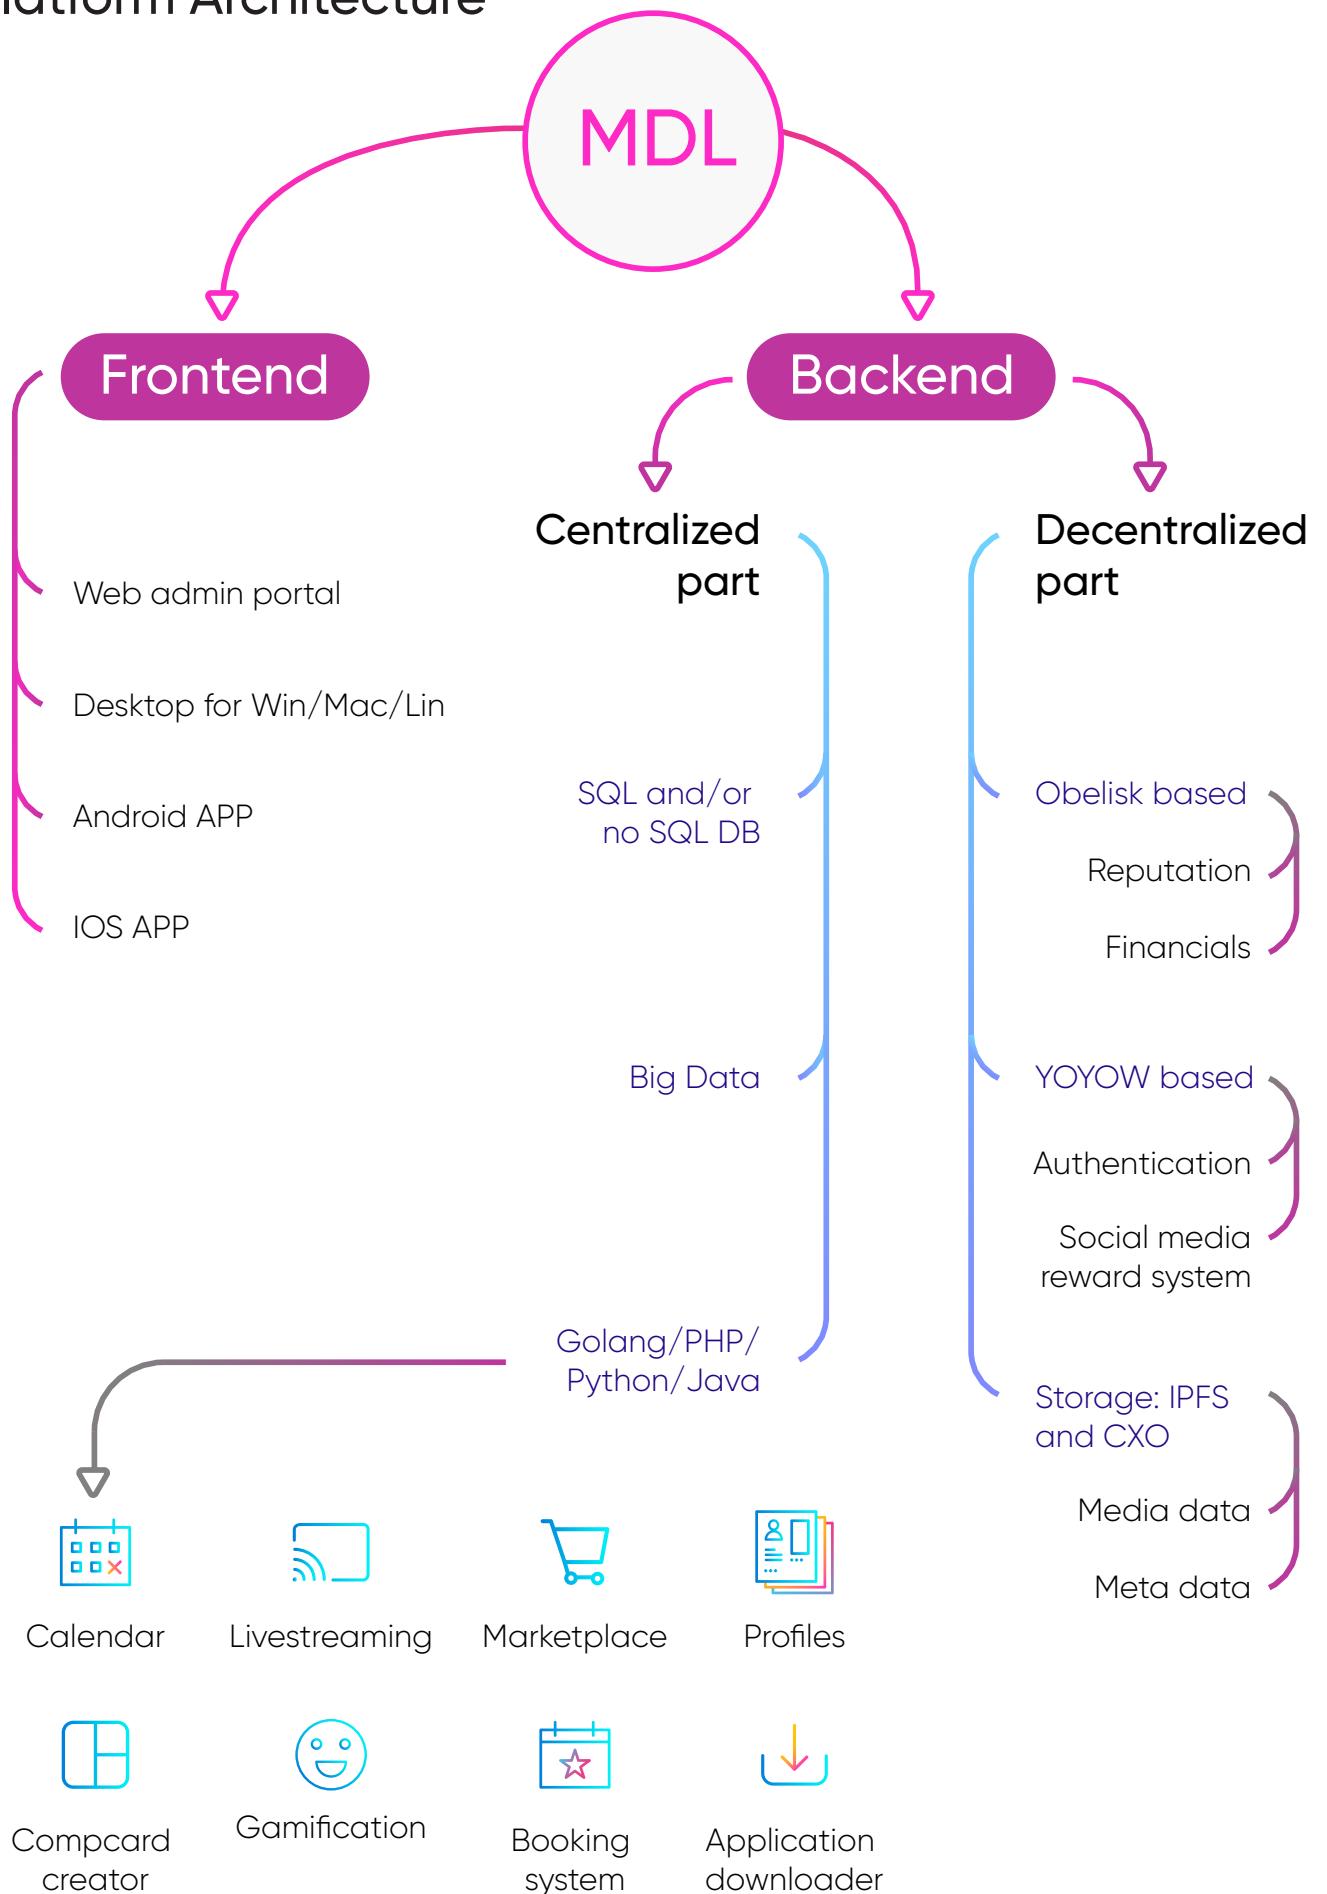 latform Architecture
MDL
Frontend
Backend
Web admin portal
Desktop for Win/Mac/Lin
Android APP
IOS APP
Centralized
part
SQL and/or
no SQL DB
Big Data
Golang/PHP/
Python/Java
Decentralized
part
Obelisk based
Reputation
Financials
YOYOW based
Authentication
Social media
reward system
Storage: IPFS
and CXO
Media data
Meta data
Calendar
Livestreaming
Marketplace
Profiles
Compcard
creator
Gamification
Booking
system
Application
downloader